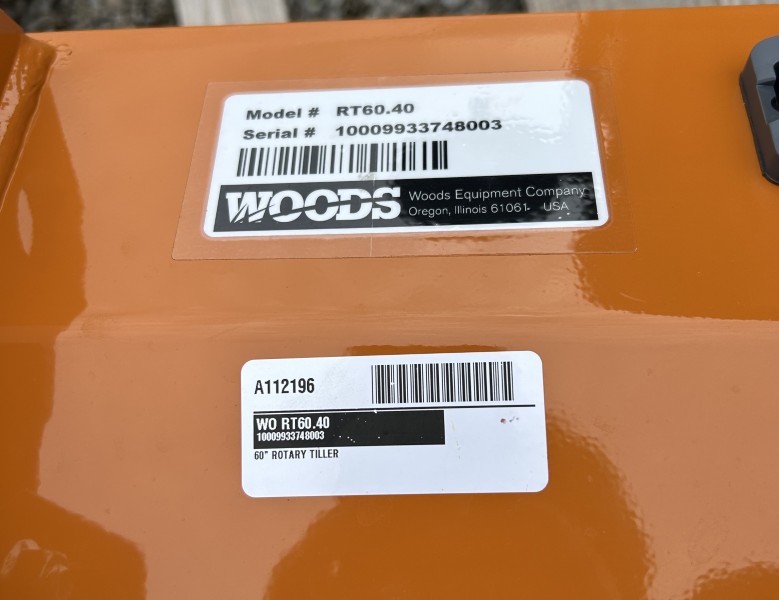 Model # RT60.40
Serial # 10009933748003
WOODS
Woods Equipment Company
Oregon, Illinois 61061 USA
A112196
WO RT60.40
10009933748003
60" ROTARY TILLER